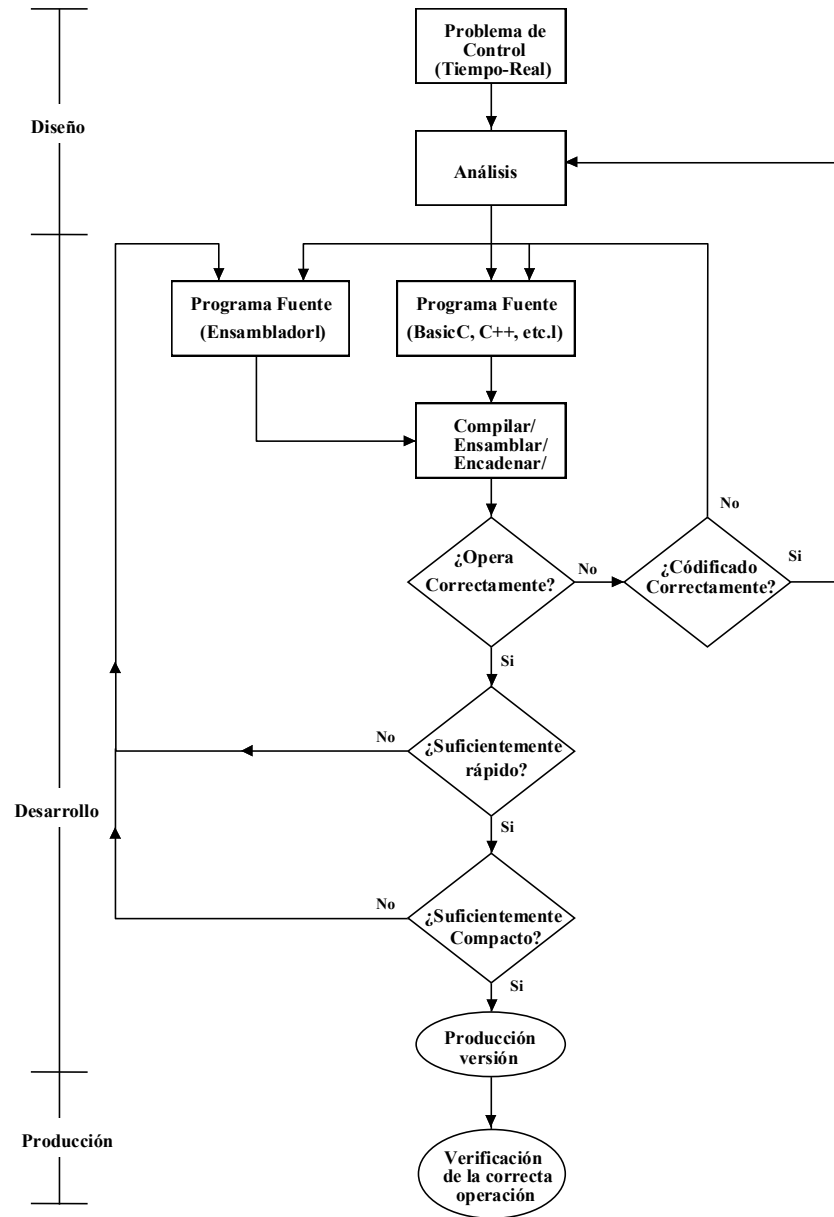 Problema de
Control
(Tiempo-Real)
Diseño
Análisis
Programa Fuente
(Ensambladorl)
Programa Fuente
(BasicC, C++, etc.l)
Compilar/
Ensamblar/
Encadenar/
No
¿Opera
Correctamente?
No
¿Códificado
Correctamente?
Si
Si
No
¿Suficientemente
rápido?
Desarrollo
Si
No
¿Suficientemente
Compacto?
Si
Producción
versión
Producción
Verificación
de la correcta
operación